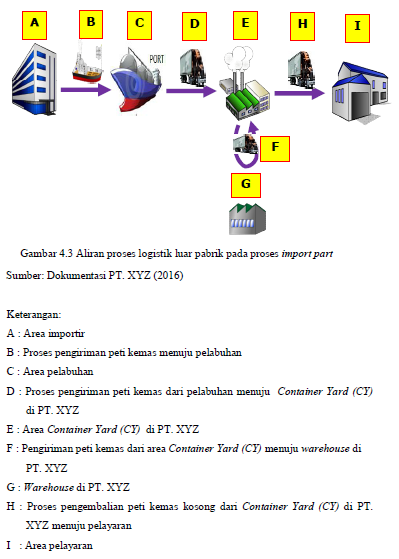 A B C D E H I
PORT
F
G
Gambar 4.3 Aliran proses logistik luar pabrik pada proses import part
Sumber: Dokumentasi PT. XYZ (2016)
Keterangan:
A : Area importir
B : Proses pengiriman peti kemas menuju pelabuhan
C : Area pelabuhan
D : Proses pengiriman peti kemas dari pelabuhan menuju Container Yard (CY)
di PT. XYZ
E : Area Container Yard (CY) di PT. XYZ
F : Pengiriman peti kemas dari area Container Yard (CY) menuju warehouse di
PT. XYZ
G : Warehouse di PT. XYZ
H : Proses pengembalian peti kemas kosong dari Container Yard (CY) di PT.
XYZ menuju pelayaran
I : Area pelayaran